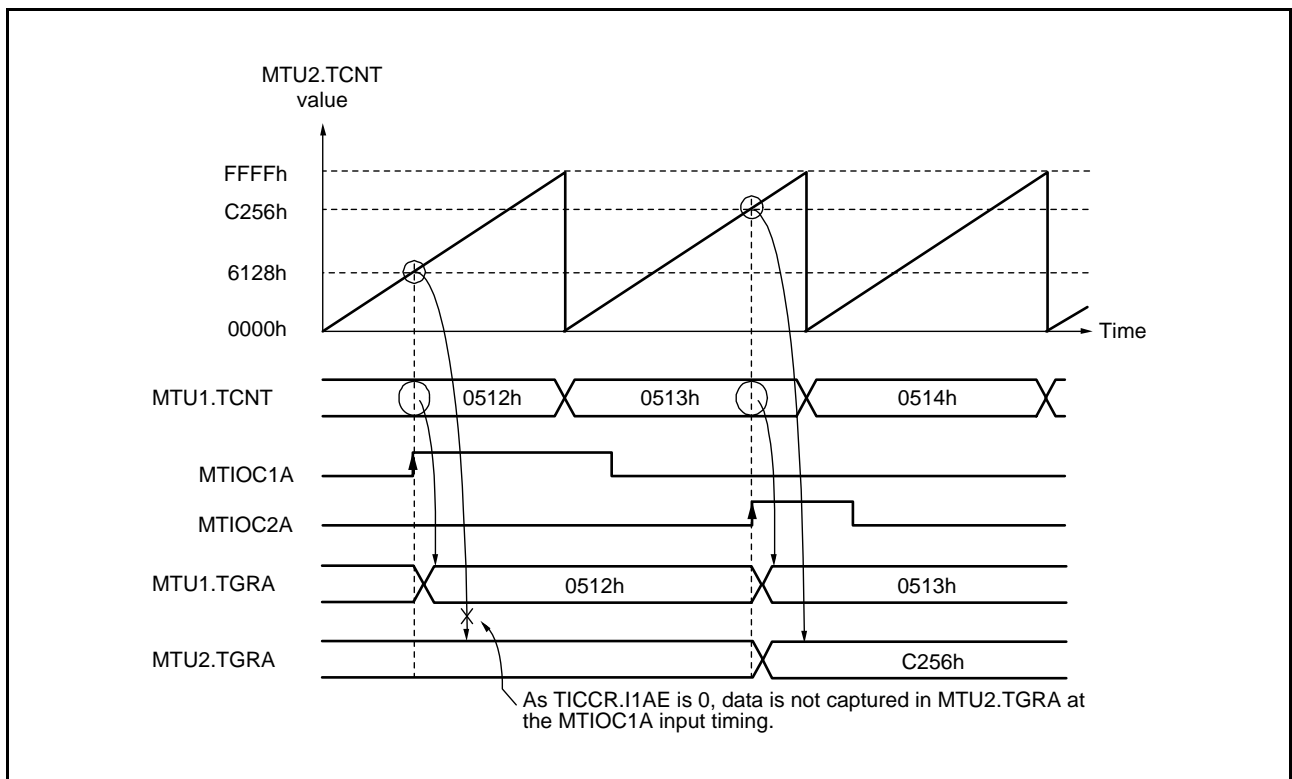 MTU2.TCNT
value
FFFFh
C256h
6128h
0000h
Time
MTU1.TCNT
0512h
0513h
0514h
MTIOC1A
MTIOC2A
MTU1.TGRA
0512h
0513h
MTU2.TGRA
C256h
As TICCR.I1AE is 0, data is not captured in MTU2.TGRA at
the MTIOC1A input timing.